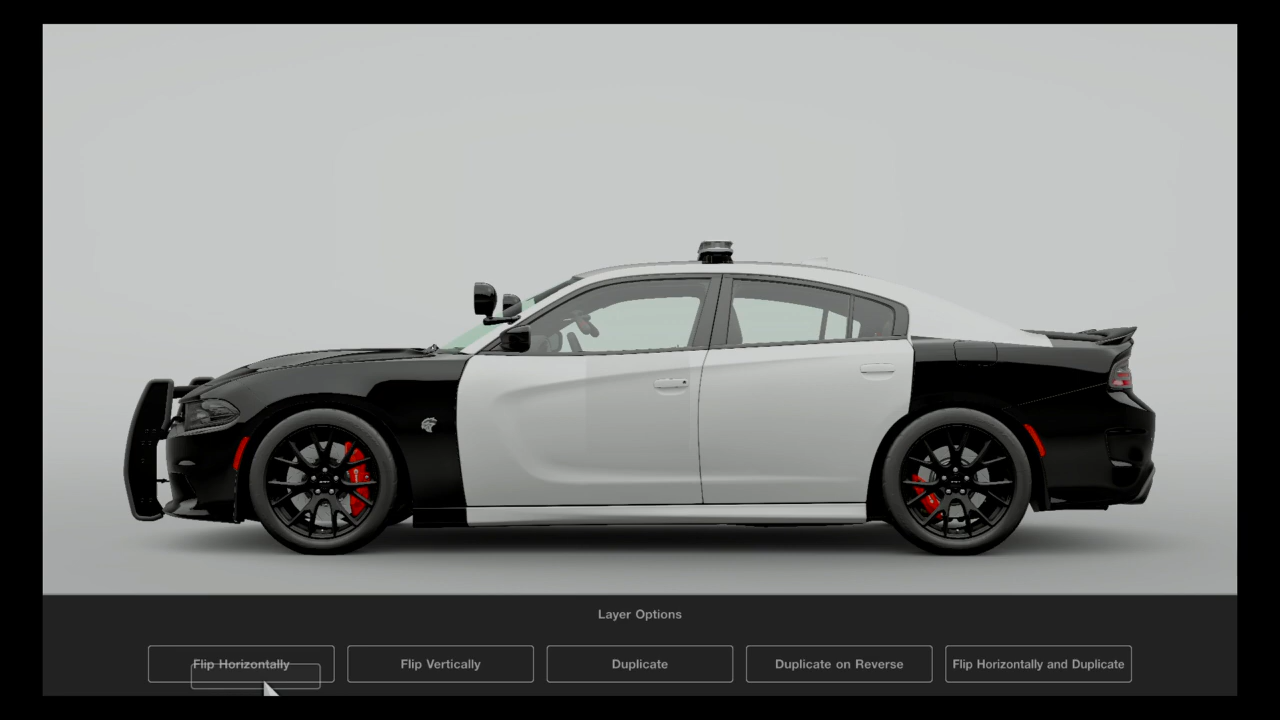 Layer Options
Flip Horizontally
Flip Vertically
Duplicate
Duplicate on Reverse
Flip Horizontally and Duplicate